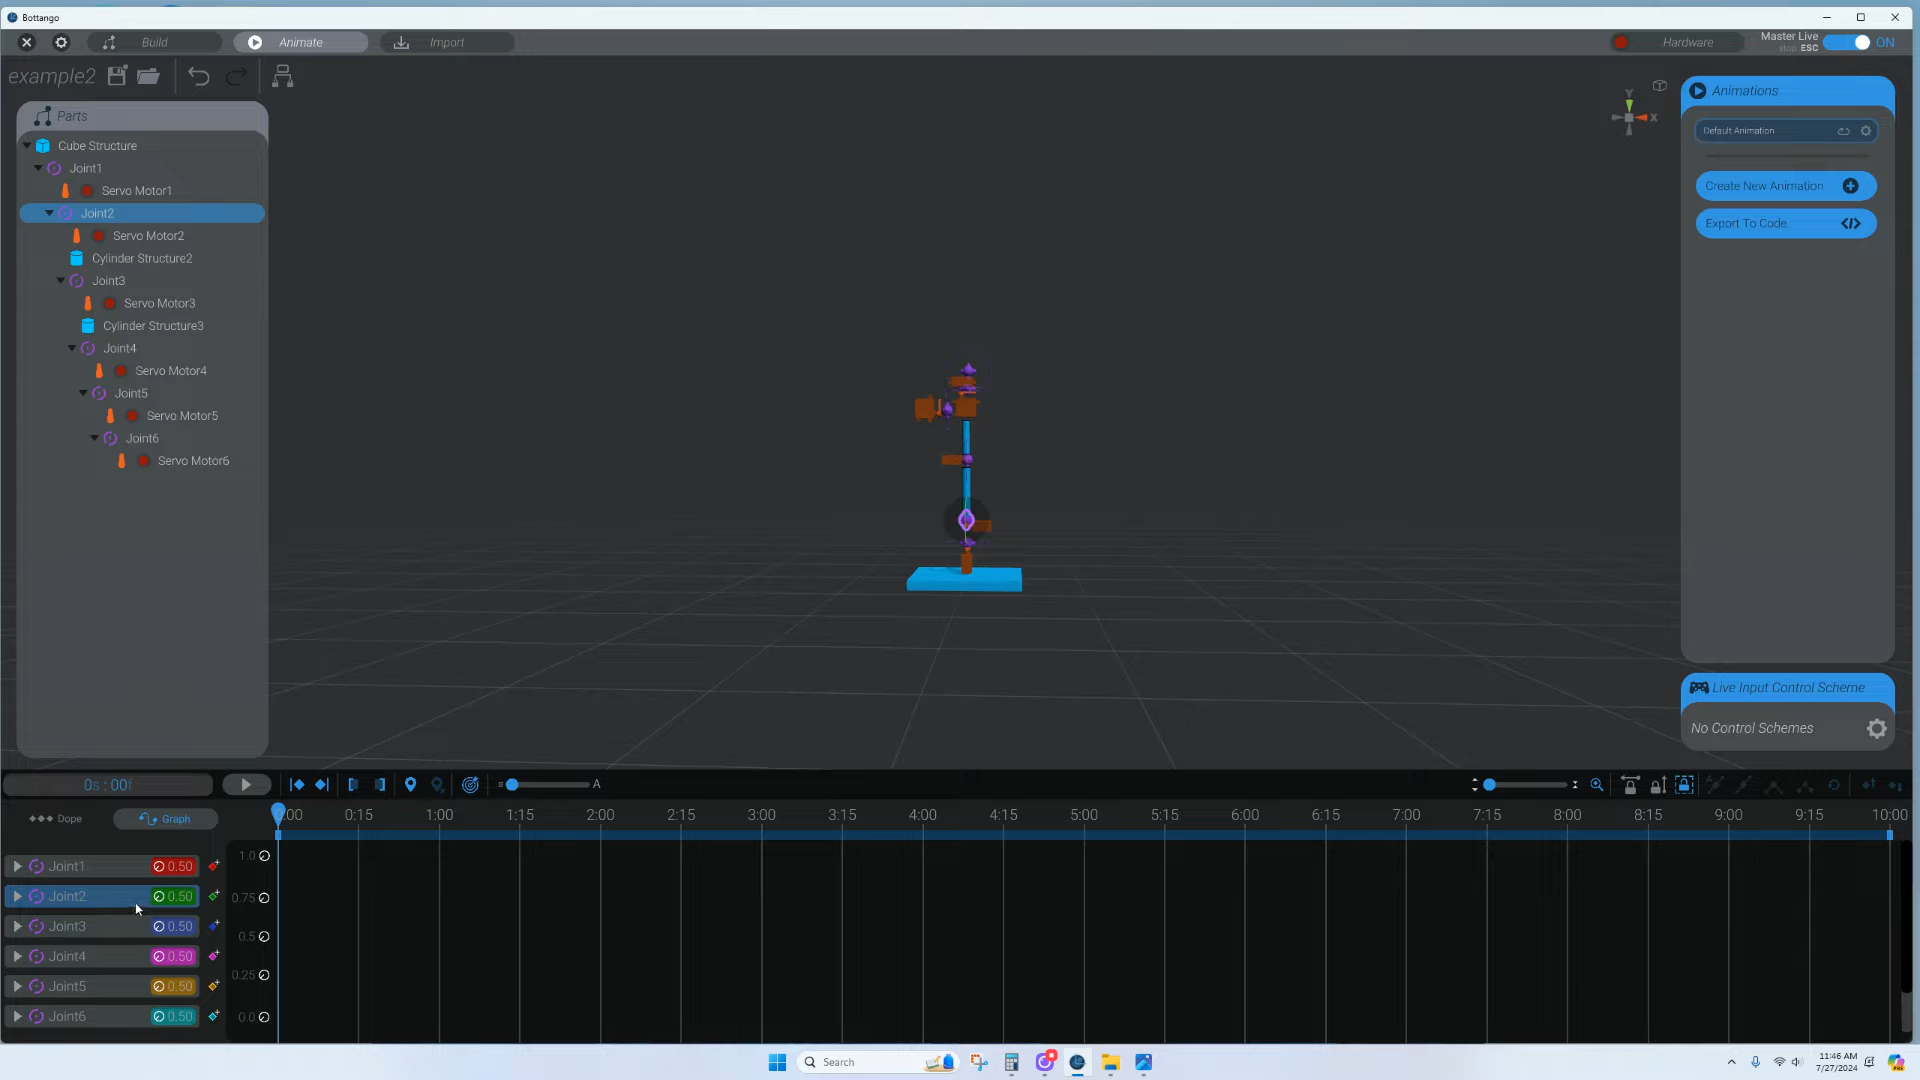 Bottango
Build
Animate
Import
Hardware
Master Live
stop ESC
ON
example2
Parts
Cube Structure
Joint1
Servo Motor1
Joint2
Servo Motor2
Cylinder Structure2
Joint3
Servo Motor3
Cylinder Structure3
Joint4
Servo Motor4
Joint5
Servo Motor5
Joint6
Servo Motor6
Y
X
Animations
Default Animation
Create New Animation
Export To Code
Live Input Control Scheme
No Control Schemes
0s : 00f
A
Dope
Graph
0:00 0:15 1:00 1:15 2:00 2:15 3:00 3:15 4:00 4:15 5:00 5:15 6:00 6:15 7:00 7:15 8:00 8:15 9:00 9:15 10:00
Joint1 0.50
Joint2 0.50
Joint3 0.50
Joint4 0.50
Joint5 0.50
Joint6 0.50
1.0
0.75
0.5
0.25
0.0
Search
11:46 AM
7/27/2024